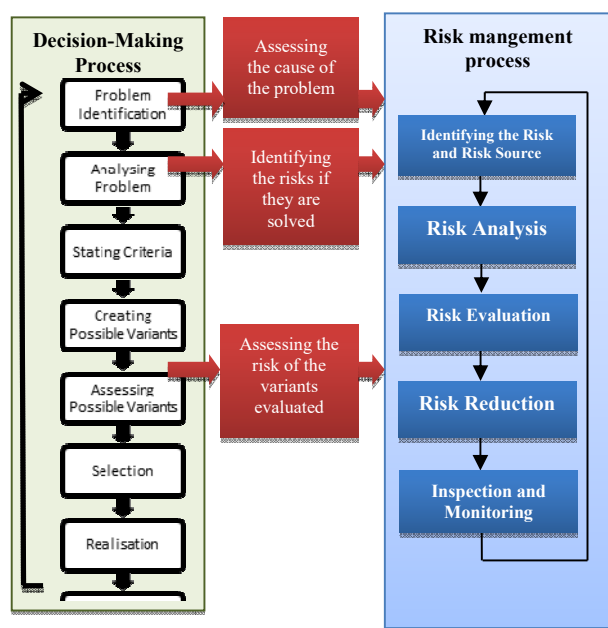 Decision-Making
Process
Problem
Identification
Analysing
Problem
Stating Criteria
Creating
Possible Variants
Assessing
Possible Variants
Selection
Realisation
Assessing
the cause of
the problem
Identifying
the risks if
they are
solved
Assessing the
risk of the
variants
evaluated
Risk mangement
process
Identifying the Risk
and Risk Source
Risk Analysis
Risk Evaluation
Risk Reduction
Inspection and
Monitoring